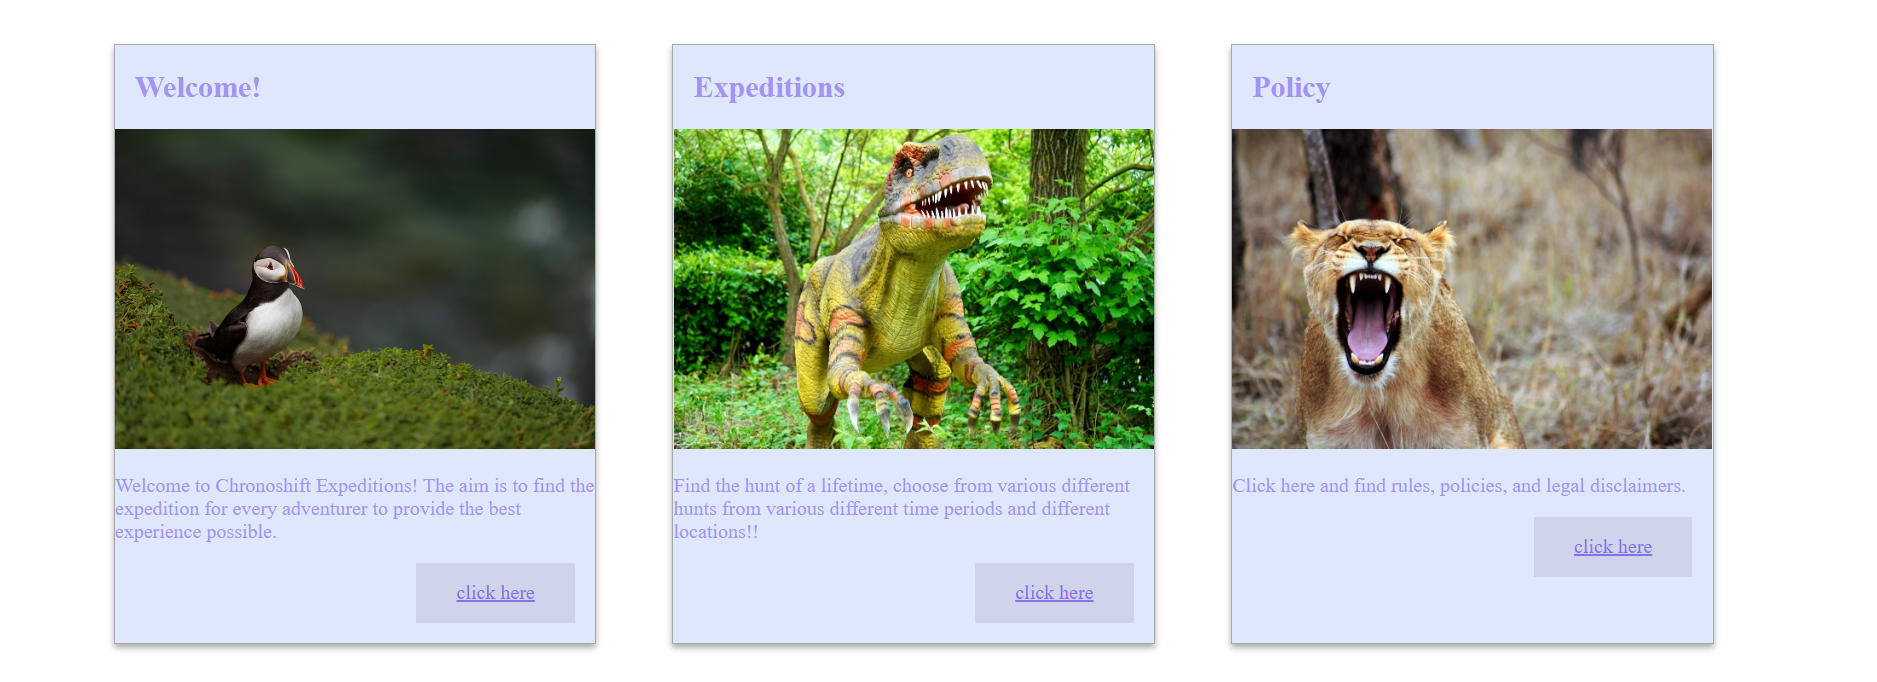 Welcome!
Welcome to Chronoshift Expeditions! The aim is to find the
expedition for every adventurer to provide the best
experience possible.
click here
Expeditions
Find the hunt of a lifetime, choose from various different
hunts from various different time periods and different
locations!!
click here
Policy
Click here and find rules, policies, and legal disclaimers.
click here